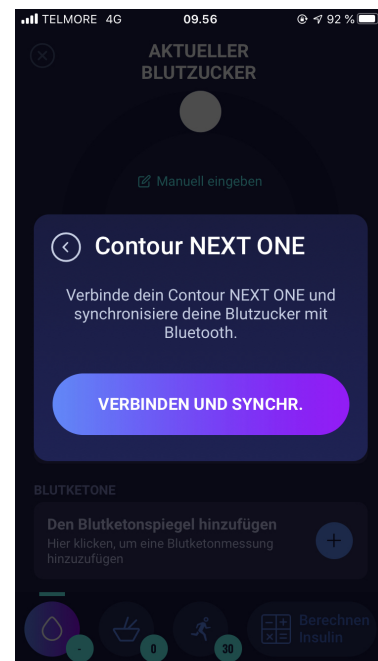 TELMORE 4G 09.56 92 %
AKTUELLER
BLUTZUCKER
Manuell eingeben
Contour NEXT ONE
Verbinde dein Contour NEXT ONE und
synchronisiere deine Blutzucker mit
Bluetooth.
VERBINDEN UND SYNCHR.
BLUTKETONE
Den Blutketonspiegel hinzufügen
Hier klicken, um eine Blutketonmessung
hinzuzufügen
Berechnen
Insulin
- 0 30